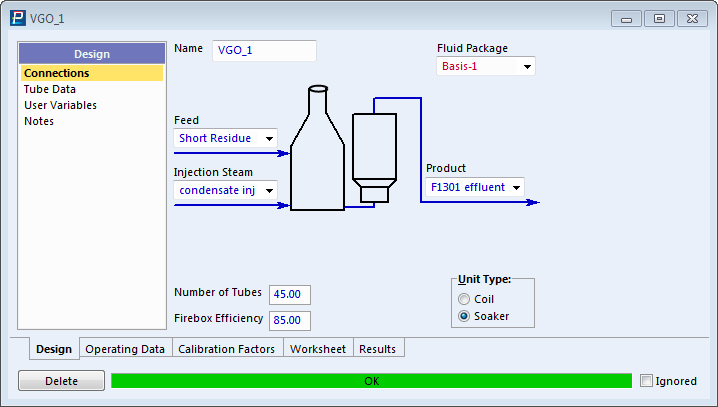 VGO_1
Design
Connections
Tube Data
User Variables
Notes
Name VGO_1
Fluid Package
Basis-1
Feed
Short Residue
Injection Steam
condensate inj
Product
F1301 effluent
Number of Tubes 45.00
Firebox Efficiency 85.00
Unit Type:
Coil
Soaker
Design Operating Data Calibration Factors Worksheet Results
Delete OK Ignored